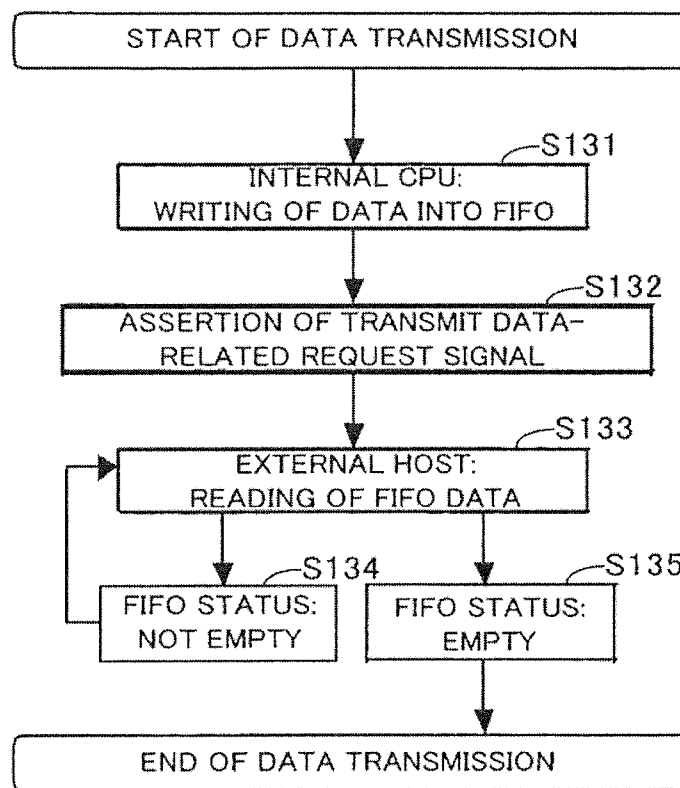 START OF DATA TRANSMISSION
S131
INTERNAL CPU:
WRITING OF DATA INTO FIFO
S132
ASSERTION OF TRANSMIT DATA-
RELATED REQUEST SIGNAL
S133
EXTERNAL HOST:
READING OF FIFO DATA
S134
FIFO STATUS:
NOT EMPTY
S135
FIFO STATUS:
EMPTY
END OF DATA TRANSMISSION